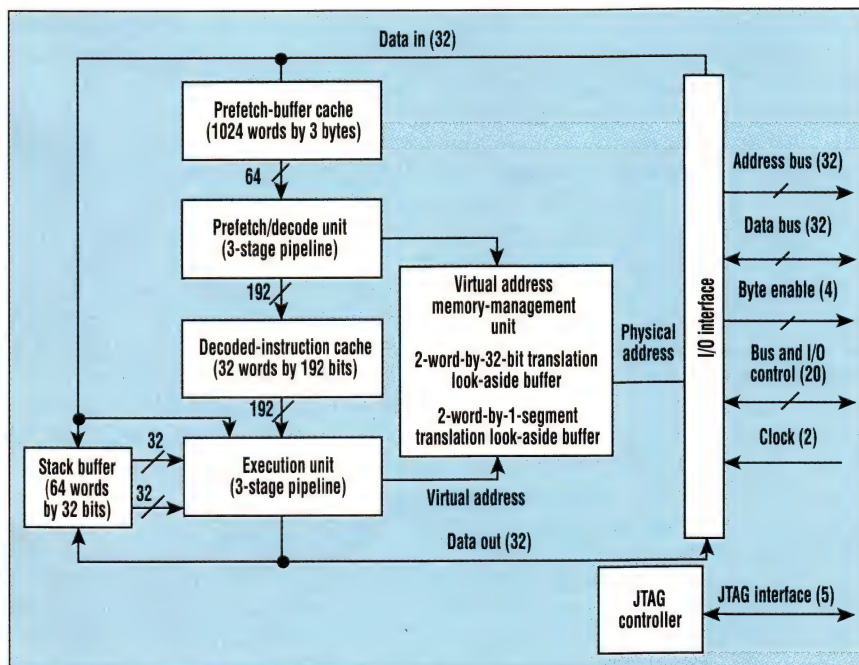 Data in (32)
Prefetch-buffer cache
(1024 words by 3 bytes)
64
Prefetch/decode unit
(3-stage pipeline)
192
Decoded-instruction cache
(32 words by 192 bits)
192
Stack buffer
(64 words
by 32 bits)
32
32
Execution unit
(3-stage pipeline)
Virtual address
memory-management
unit
2-word-by-32-bit translation
look-aside buffer
2-word-by-1-segment
translation look-aside buffer
Virtual address
Data out (32)
Physical
address
I/O interface
Address bus (32)
Data bus (32)
Byte enable (4)
Bus and I/O
control (20)
Clock (2)
JTAG
controller
JTAG interface (5)